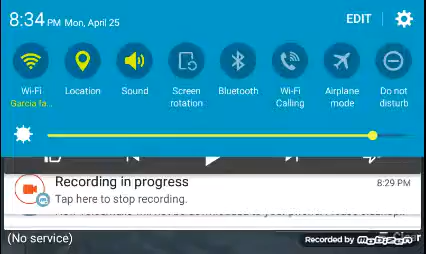 8:34 PM Mon, April 25 EDIT
Wi-Fi
Garcia fa...
Location
Sound
Screen
rotation
Bluetooth
Wi-Fi
Calling
Airplane
mode
Do not
disturb
Recording in progress 8:29 PM
Tap here to stop recording.
(No service)
Clear
Recorded by